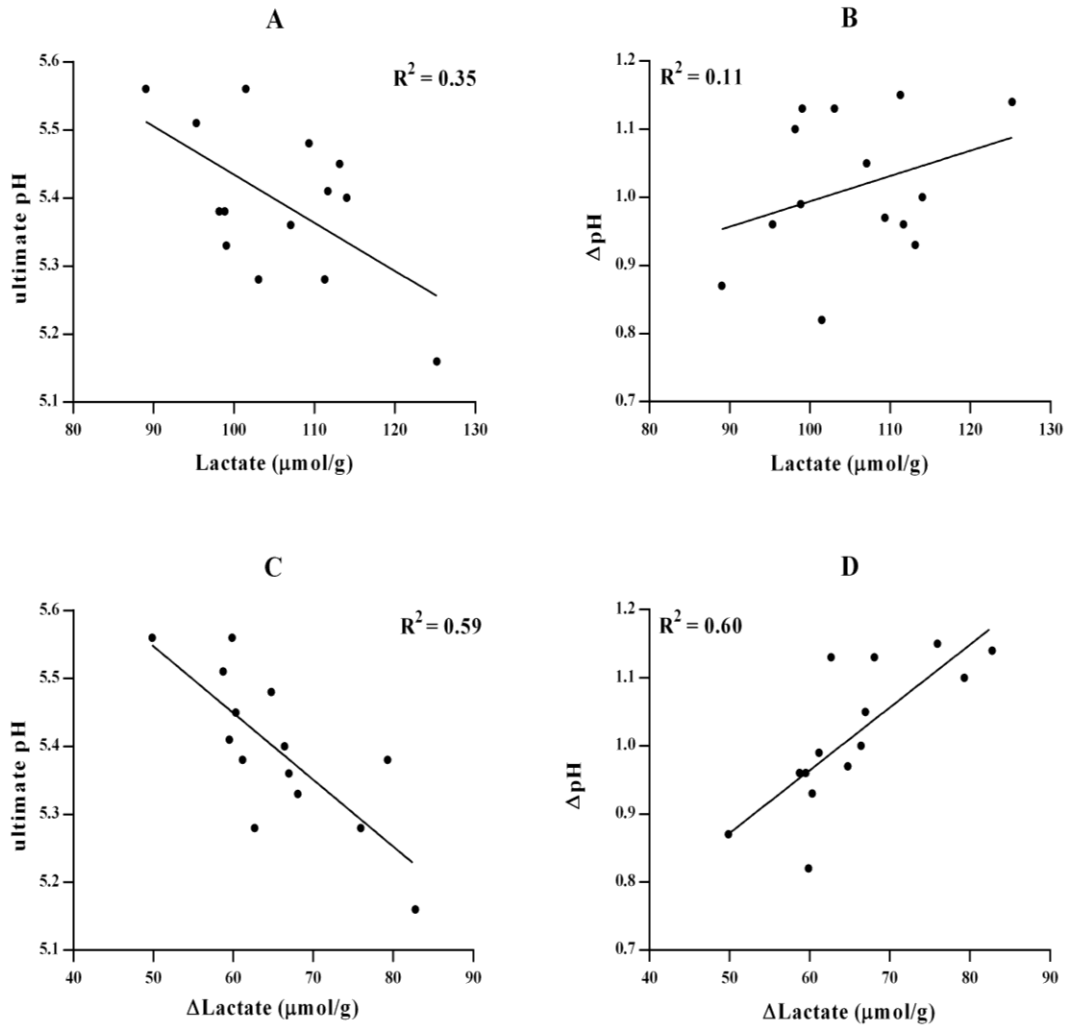 A
R² = 0.35
ultimate pH
5.6
5.5
5.4
5.3
5.2
5.1
80 90 100 110 120 130
Lactate (μmol/g)
B
R² = 0.11
ΔpH
1.2
1.1
1.0
0.9
0.8
0.7
80 90 100 110 120 130
Lactate (μmol/g)
C
R² = 0.59
ultimate pH
5.6
5.5
5.4
5.3
5.2
5.1
40 50 60 70 80 90
ΔLactate (μmol/g)
D
R² = 0.60
ΔpH
1.2
1.1
1.0
0.9
0.8
0.7
40 50 60 70 80 90
ΔLactate (μmol/g)